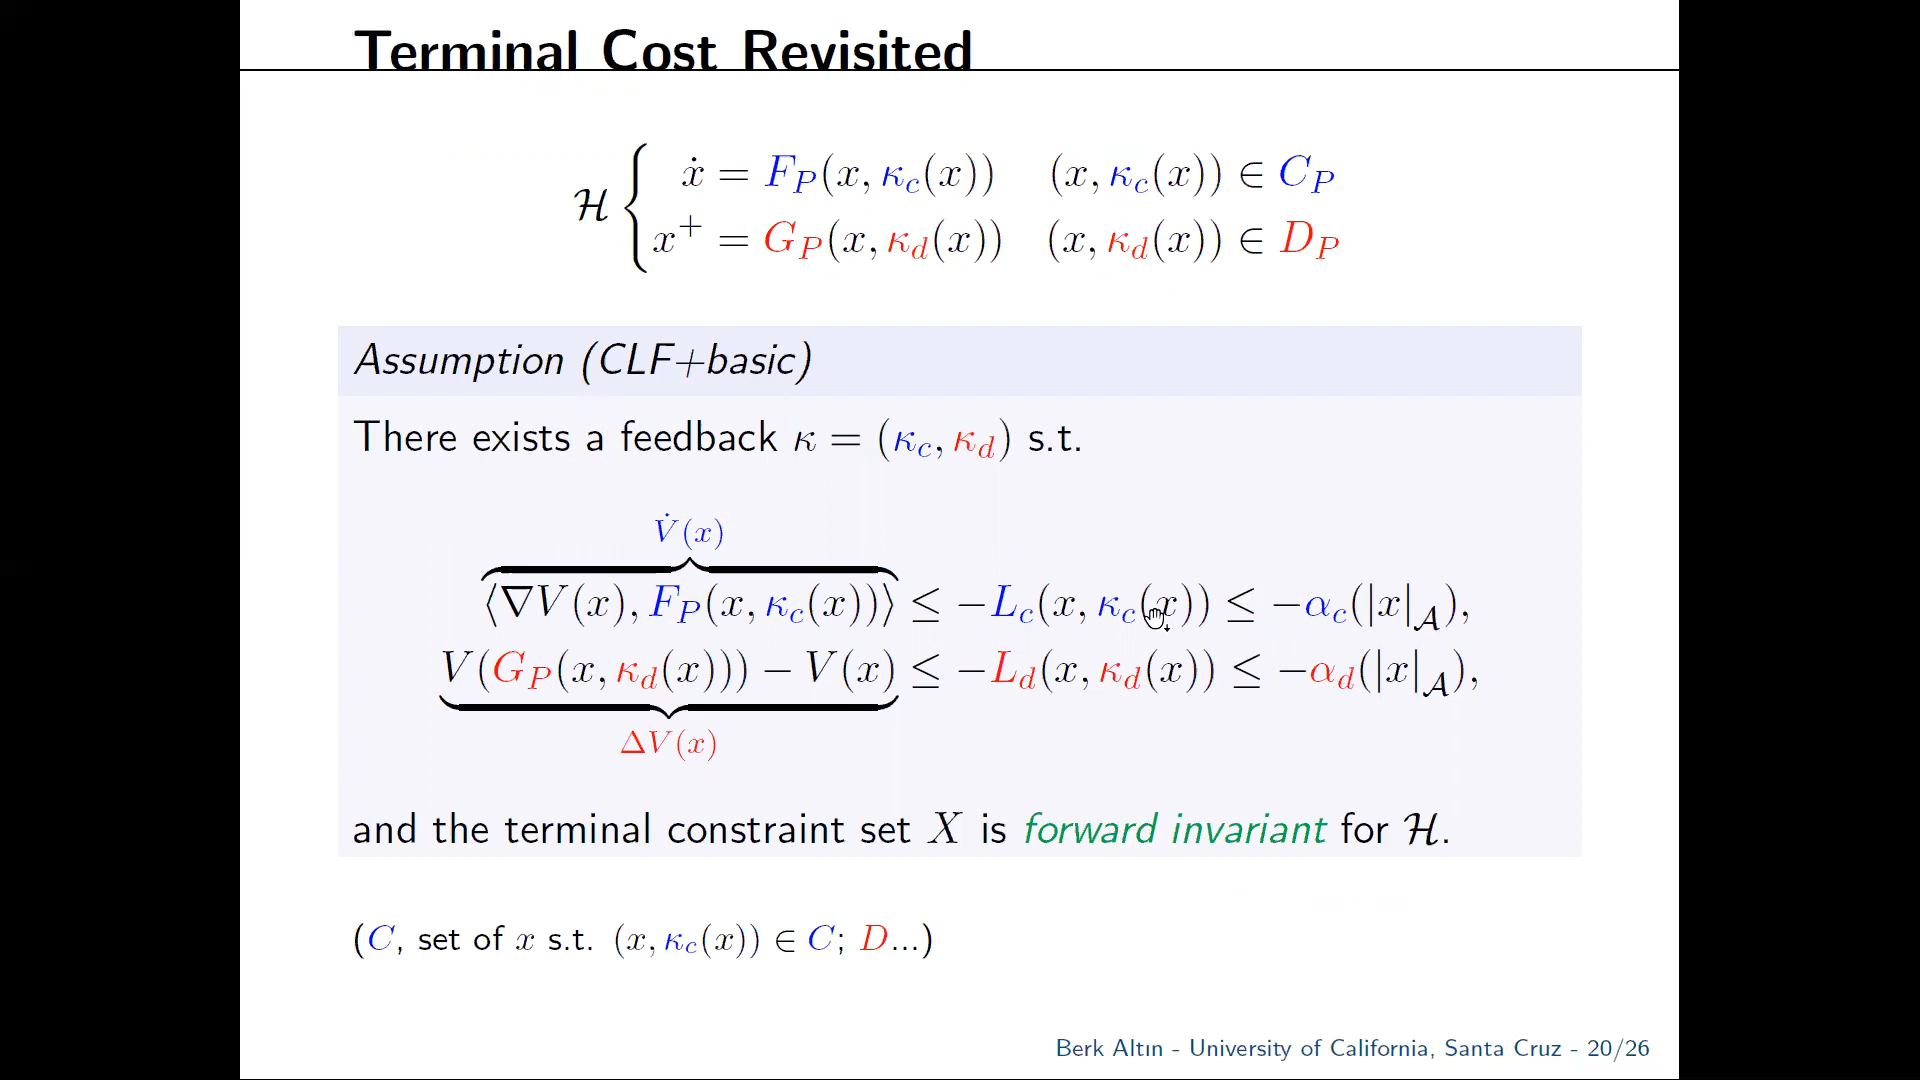 Terminal Cost Revisited
ℋ { ẋ = F_P(x, κ_c(x))   (x, κ_c(x)) ∈ C_P
x⁺ = G_P(x, κ_d(x))   (x, κ_d(x)) ∈ D_P
Assumption (CLF+basic)
There exists a feedback κ = (κ_c, κ_d) s.t.
V̇(x)
⟨∇V(x), F_P(x, κ_c(x))⟩ ≤ −L_c(x, κ_c(x)) ≤ −α_c(|x|_𝒜),
V(G_P(x, κ_d(x))) − V(x) ≤ −L_d(x, κ_d(x)) ≤ −α_d(|x|_𝒜),
ΔV(x)
and the terminal constraint set X is forward invariant for ℋ.
(C, set of x s.t. (x, κ_c(x)) ∈ C; D...)
Berk Altın - University of California, Santa Cruz - 20/26